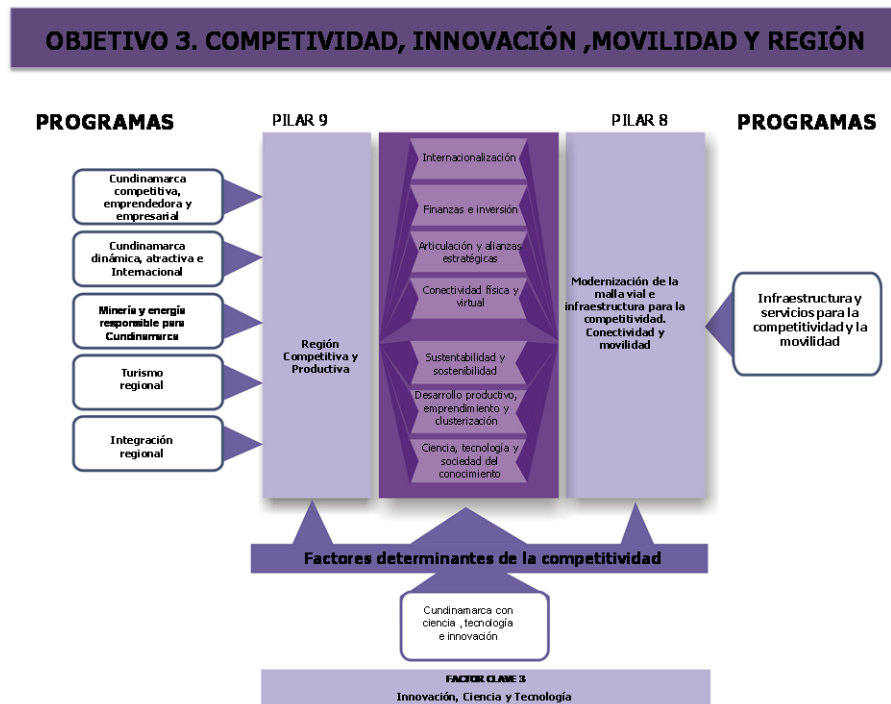 OBJETIVO 3. COMPETIVIDAD, INNOVACIÓN ,MOVILIDAD Y REGIÓN
PROGRAMAS
PILAR 9
PILAR 8
PROGRAMAS
Cundinamarca
competitiva,
emprendedora y
empresarial
Cundinamarca
dinámica, atractiva e
Internacional
Minería y energía
responsible para
Cundinamarca
Turismo
regional
Integración
regional
Región
Competitiva y
Productiva
Internacionalización
Finanzas e inversión
Articulación y alianzas
estratégicas
Conectividad física y
virtual
Sustentabilidad y
sostenibilidad
Desarrollo productivo,
emprendimiento y
clusterización
Ciencia, tecnología y
sociedad del
conocimiento
Modernización de la
malla vial e
infraestructura para la
competitividad.
Conectividad y
movilidad
Infraestructura y
servicios para la
competitividad y la
movilidad
Factores determinantes de la competitividad
Cundinamarca con
ciencia , tecnología
e innovación
FACTOR CLAVE 3
Innovación, Ciencia y Tecnología